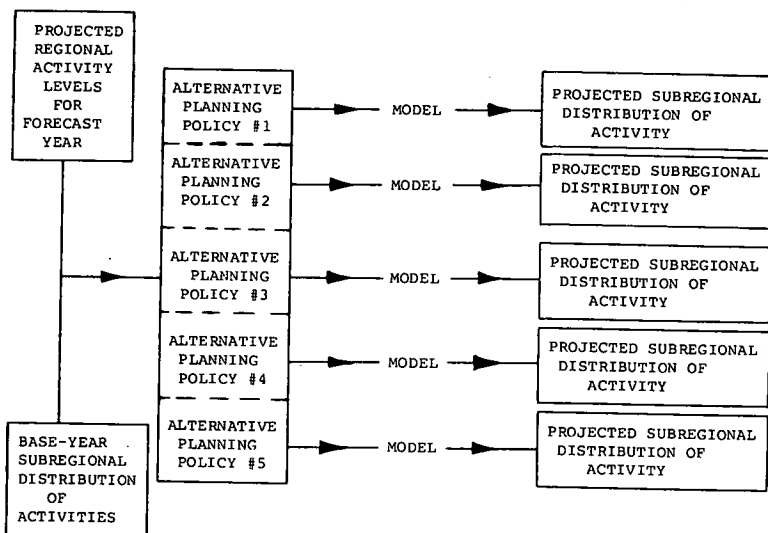 PROJECTED
REGIONAL
ACTIVITY
LEVELS
FOR
FORECAST
YEAR
BASE-YEAR
SUBREGIONAL
DISTRIBUTION
OF
ACTIVITIES
ALTERNATIVE
PLANNING
POLICY #1
MODEL
PROJECTED SUBREGIONAL
DISTRIBUTION OF
ACTIVITY
ALTERNATIVE
PLANNING
POLICY #2
MODEL
PROJECTED SUBREGIONAL
DISTRIBUTION OF
ACTIVITY
ALTERNATIVE
PLANNING
POLICY #3
MODEL
PROJECTED SUBREGIONAL
DISTRIBUTION OF
ACTIVITY
ALTERNATIVE
PLANNING
POLICY #4
MODEL
PROJECTED SUBREGIONAL
DISTRIBUTION OF
ACTIVITY
ALTERNATIVE
PLANNING
POLICY #5
MODEL
PROJECTED SUBREGIONAL
DISTRIBUTION OF
ACTIVITY